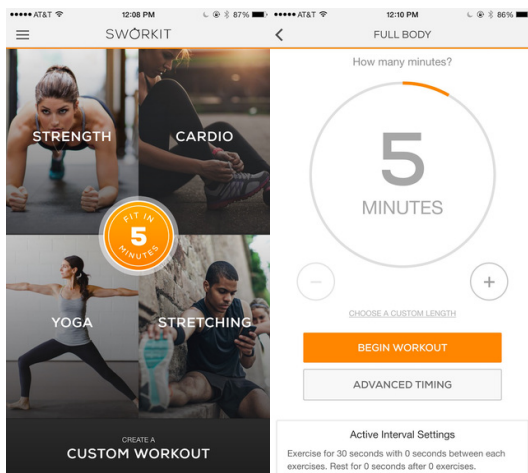 AT&T 12:08 PM 87%
SWORKIT
STRENGTH
CARDIO
FIT IN
5
MINUTES
YOGA
STRETCHING
CREATE A
CUSTOM WORKOUT
AT&T 12:10 PM 86%
FULL BODY
How many minutes?
5
MINUTES
CHOOSE A CUSTOM LENGTH
BEGIN WORKOUT
ADVANCED TIMING
Active Interval Settings
Exercise for 30 seconds with 0 seconds between each
exercises. Rest for 0 seconds after 0 exercises.